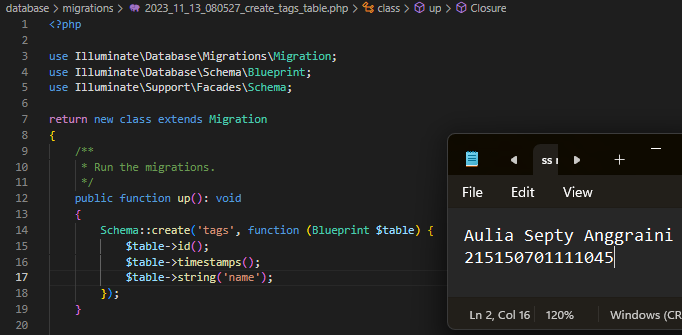 database > migrations > 2023_11_13_080527_create_tags_table.php > class > up > Closure
1 <?php
2
3 use Illuminate\Database\Migrations\Migration;
4 use Illuminate\Database\Schema\Blueprint;
5 use Illuminate\Support\Facades\Schema;
6
7 return new class extends Migration
8 {
9 /**
10 * Run the migrations.
11 */
12 public function up(): void
13 {
14 Schema::create('tags', function (Blueprint $table) {
15 $table->id();
16 $table->timestamps();
17 $table->string('name');
18 });
19 }
20
ss
File Edit View
Aulia Septy Anggraini
215150701111045
Ln 2, Col 16 120% Windows (CR